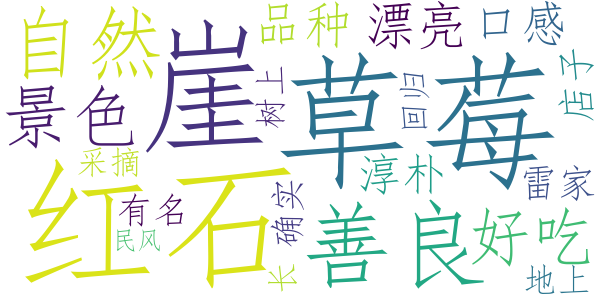 自然
崖
品种
漂亮
口感
景色
树上
草莓
回归
店子
采摘
淳朴
雷家
红石
有名
民风
确实
长
善良
好吃
地上